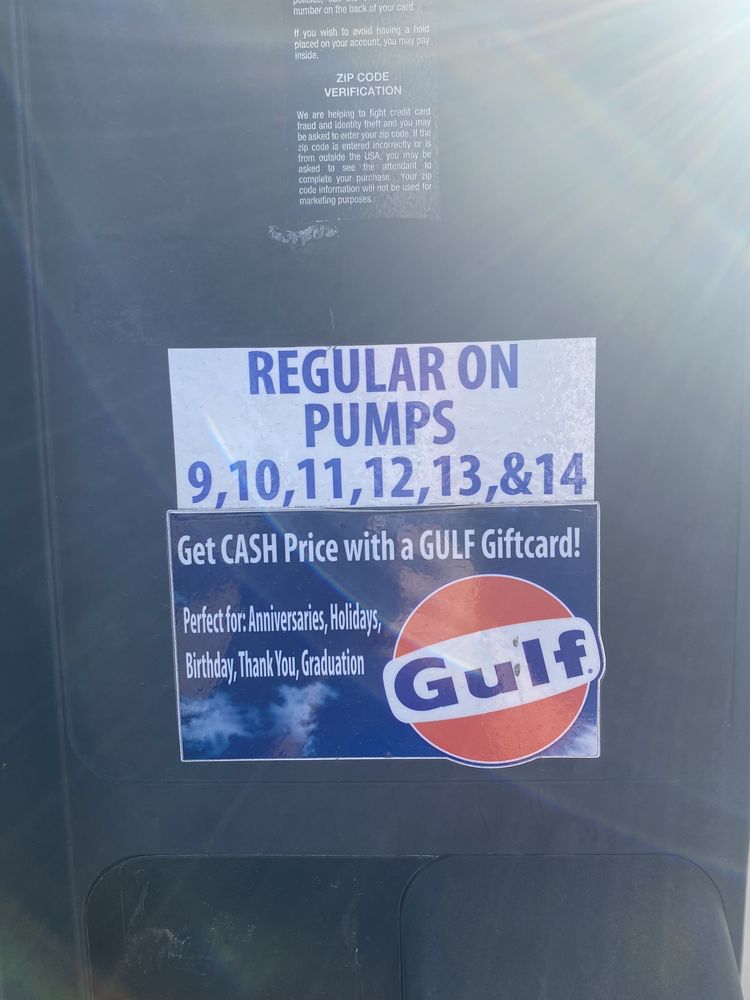 number on the back of your card.
If you wish to avoid having a hold
placed on your account, you may pay
inside.
ZIP CODE
VERIFICATION
We are helping to fight credit card
fraud and identity theft and you may
be asked to enter your zip code. If the
zip code is entered incorrectly or is
from outside the USA, you may be
asked to see the attendant to
complete your purchase. Your zip
code information will not be used for
marketing purposes.
REGULAR ON
PUMPS
9,10,11,12,13,&14
Get CASH Price with a GULF Giftcard!
Perfect for: Anniversaries, Holidays,
Birthday, Thank You, Graduation
Gulf®